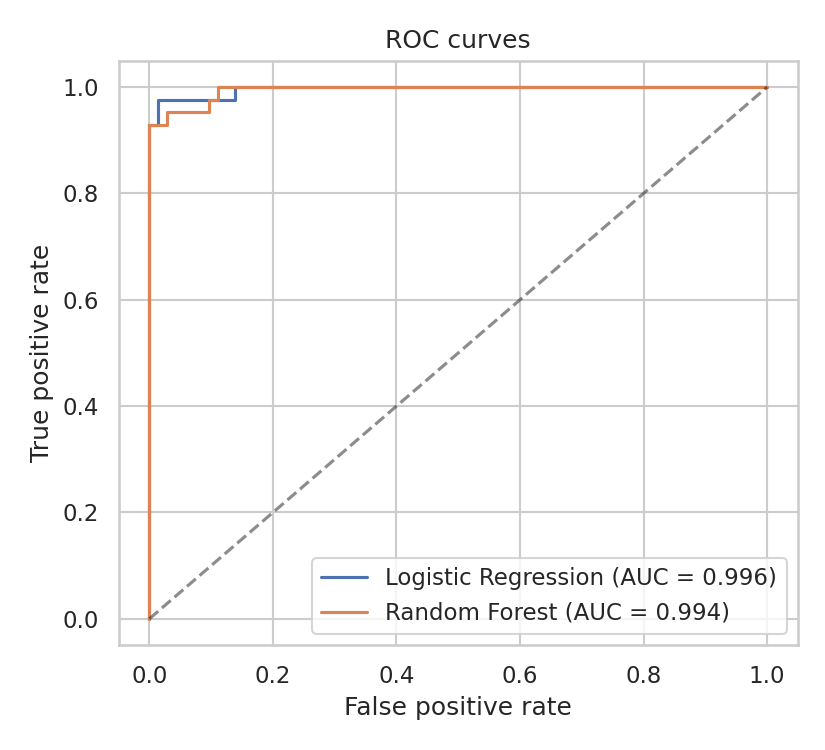 ROC curves
True positive rate
1.0
0.8
0.6
0.4
0.2
0.0
Logistic Regression (AUC = 0.996)
Random Forest (AUC = 0.994)
0.0 0.2 0.4 0.6 0.8 1.0
False positive rate